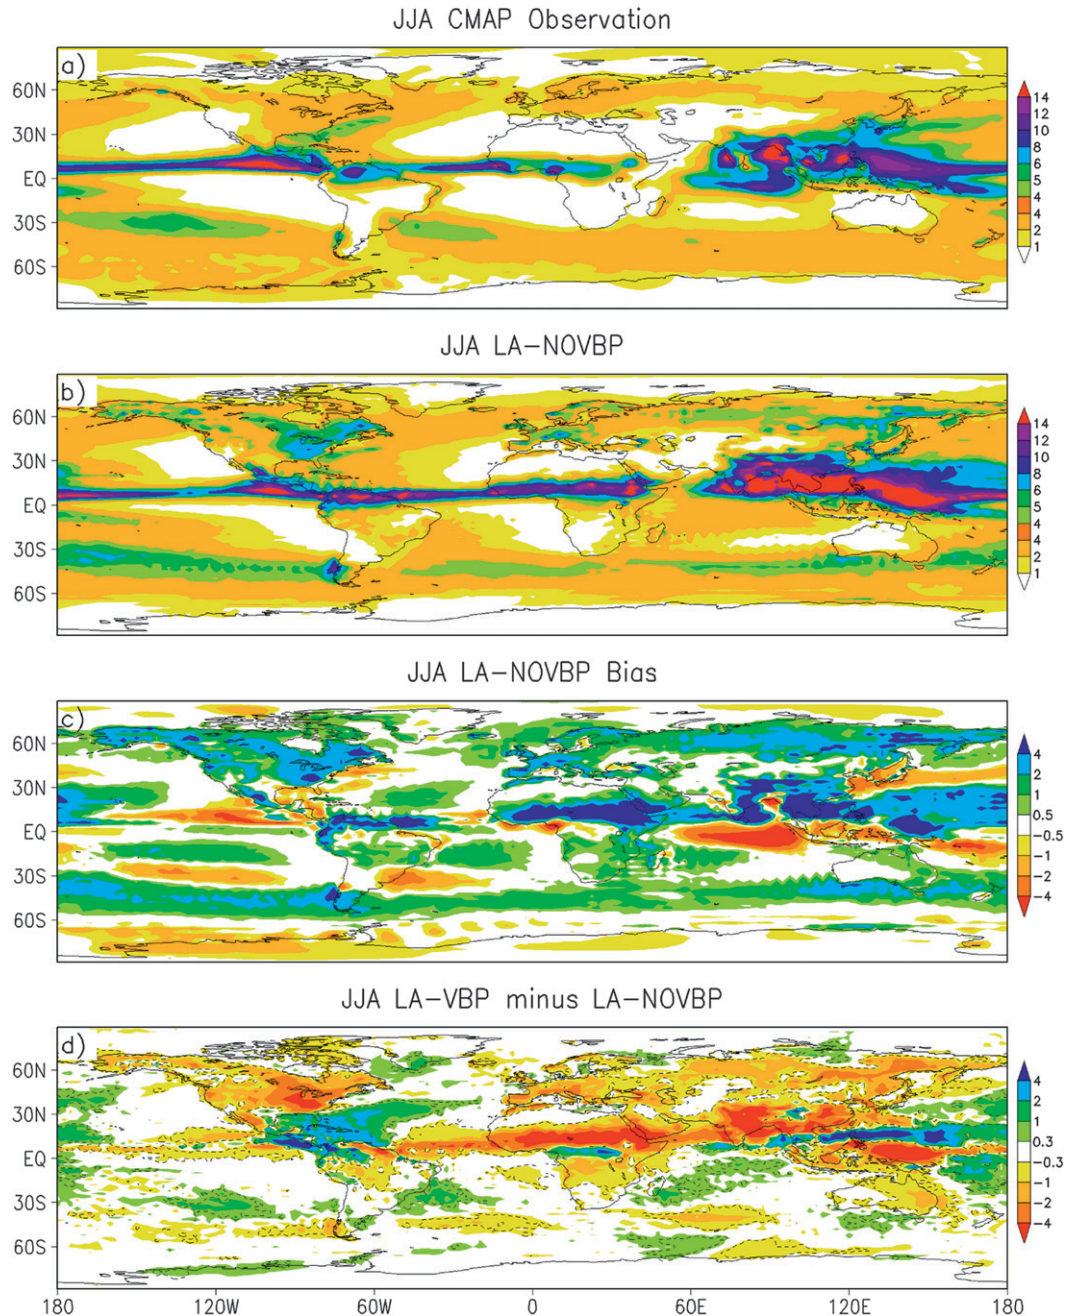 JJA CMAP Observation
a)
60N
30N
EQ
30S
60S
14
12
10
8
6
5
4
2
1
JJA LA-NOVBP
b)
60N
30N
EQ
30S
60S
14
12
10
8
6
5
4
2
1
JJA LA-NOVBP Bias
c)
60N
30N
EQ
30S
60S
4
2
1
0.5
-0.5
-1
-2
-4
JJA LA-VBP minus LA-NOVBP
d)
60N
30N
EQ
30S
60S
4
2
1
0.3
-0.3
-1
-2
-4
180 120W 60W 0 60E 120E 180